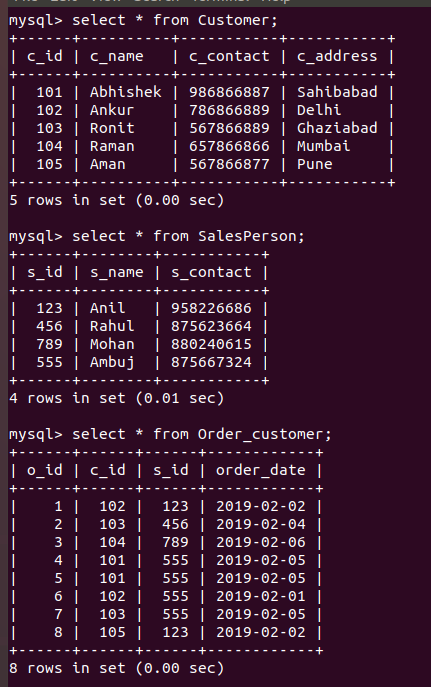 mysql> select * from Customer;
+------+----------+-----------+-----------+
| c_id | c_name   | c_contact | c_address |
+------+----------+-----------+-----------+
|  101 | Abhishek | 986866887 | Sahibabad |
|  102 | Ankur    | 786866889 | Delhi     |
|  103 | Ronit    | 567866889 | Ghaziabad |
|  104 | Raman    | 657866866 | Mumbai    |
|  105 | Aman     | 567866877 | Pune      |
+------+----------+-----------+-----------+
5 rows in set (0.00 sec)
mysql> select * from SalesPerson;
+------+--------+-----------+
| s_id | s_name | s_contact |
+------+--------+-----------+
|  123 | Anil   | 958226686 |
|  456 | Rahul  | 875623664 |
|  789 | Mohan  | 880240615 |
|  555 | Ambuj  | 875667324 |
+------+--------+-----------+
4 rows in set (0.01 sec)
mysql> select * from Order_customer;
+------+------+------+------------+
| o_id | c_id | s_id | order_date |
+------+------+------+------------+
|    1 |  102 |  123 | 2019-02-02 |
|    2 |  103 |  456 | 2019-02-04 |
|    3 |  104 |  789 | 2019-02-06 |
|    4 |  101 |  555 | 2019-02-05 |
|    5 |  101 |  555 | 2019-02-05 |
|    6 |  102 |  555 | 2019-02-01 |
|    7 |  103 |  555 | 2019-02-05 |
|    8 |  105 |  123 | 2019-02-02 |
+------+------+------+------------+
8 rows in set (0.00 sec)